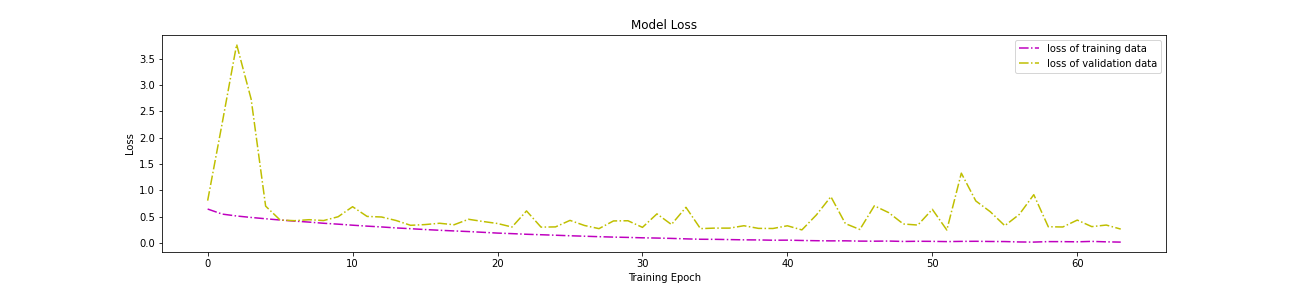 Model Loss
loss of training data
loss of validation data
Loss
3.5
3.0
2.5
2.0
1.5
1.0
0.5
0.0
0 10 20 30 40 50 60
Training Epoch